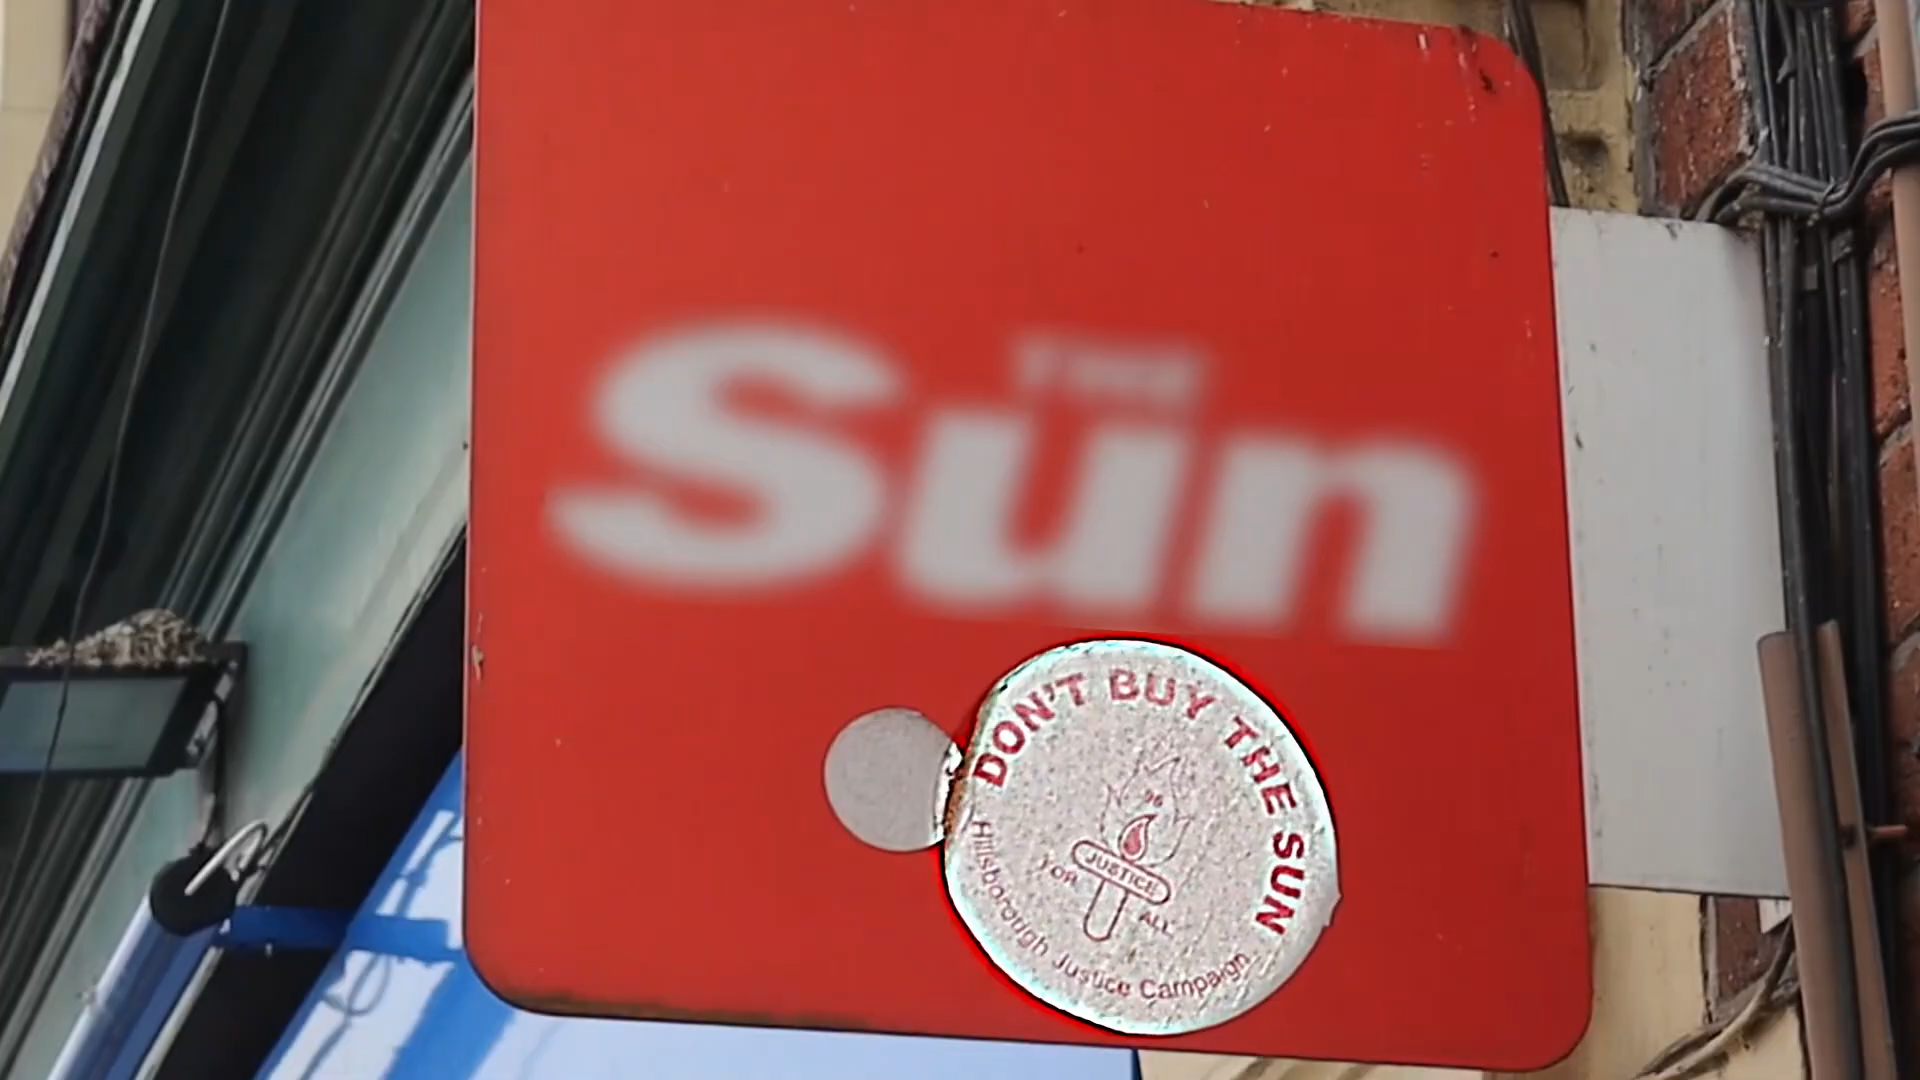 THE
Sun
DON'T BUY THE SUN
96
JUSTICE
FOR ALL
Hillsborough Justice Campaign